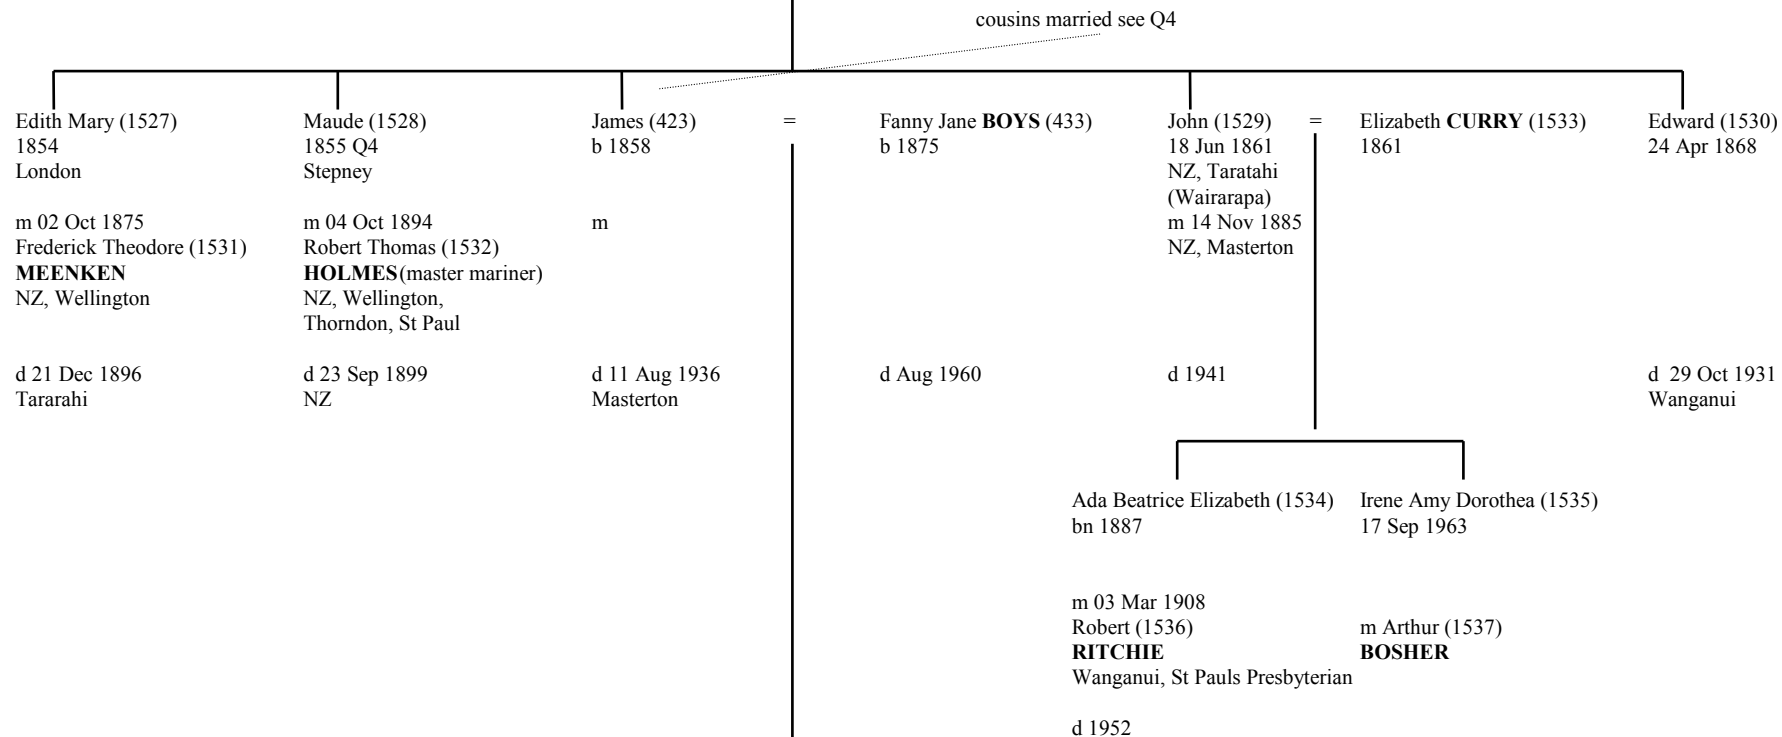 cousins married see Q4
Edith Mary (1527)
1854
London
m 02 Oct 1875
Frederick Theodore (1531)
MEENKEN
NZ, Wellington
d 21 Dec 1896
Tararahi
Maude (1528)
1855 Q4
Stepney
m 04 Oct 1894
Robert Thomas (1532)
HOLMES(master mariner)
NZ, Wellington,
Thorndon, St Paul
d 23 Sep 1899
NZ
James (423)
b 1858
m
d 11 Aug 1936
Masterton
=
Fanny Jane BOYS (433)
b 1875
d Aug 1960
John (1529)
18 Jun 1861
NZ, Taratahi
(Wairarapa)
m 14 Nov 1885
NZ, Masterton
d 1941
=
Elizabeth CURRY (1533)
1861
Edward (1530)
24 Apr 1868
d 29 Oct 1931
Wanganui
Ada Beatrice Elizabeth (1534)
bn 1887
m 03 Mar 1908
Robert (1536)
RITCHIE
Wanganui, St Pauls Presbyterian
d 1952
Irene Amy Dorothea (1535)
17 Sep 1963
m Arthur (1537)
BOSHER